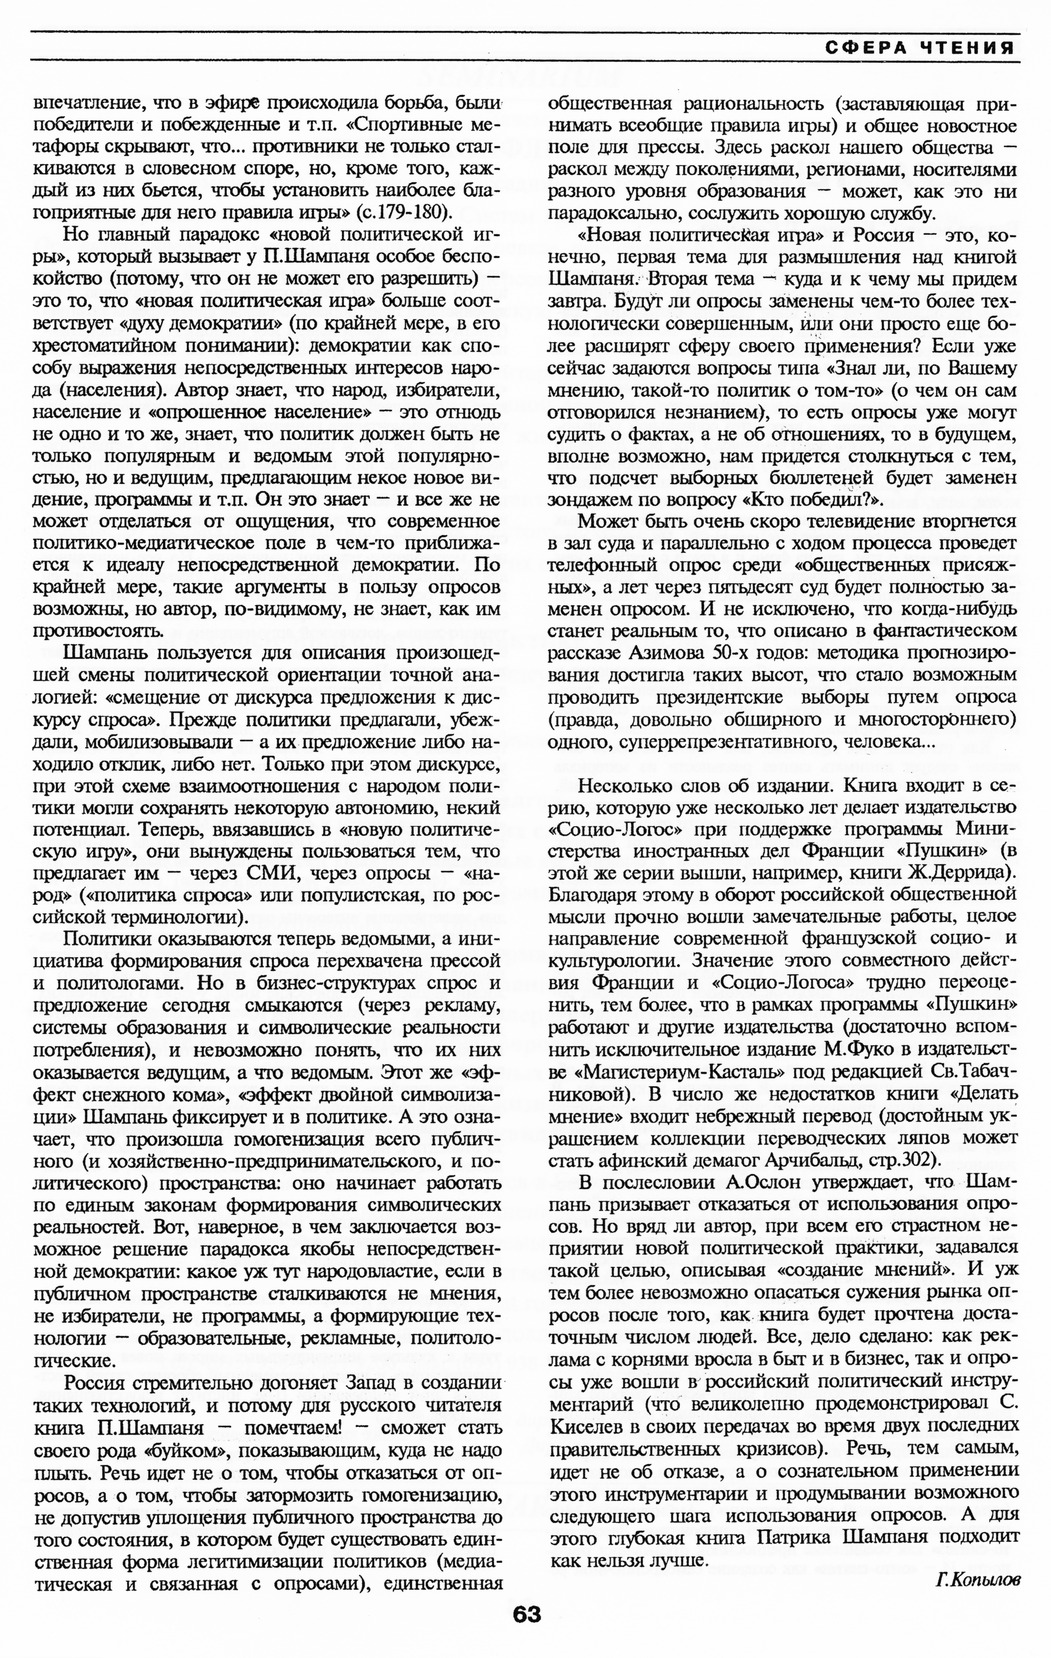 СФЕРА ЧТЕНИЯ
впечатление, что в эфире происходила борьба, были
победители и побежденные и т.п. «Спортивные ме-
тафоры скрывают, что... противники не только стал-
киваются в словесном споре, но, кроме того, каж-
дый из них бьется, чтобы установить наиболее бла-
гоприятные для него правила игры» (с.179-180).
Но главный парадокс «новой политической иг-
ры», который вызывает у П.Шампаня особое беспо-
койство (потому, что он не может его разрешить) —
это то, что «новая политическая игра» больше соот-
ветствует «духу демократии» (по крайней мере, в его
хрестоматийном понимании): демократии как спо-
собу выражения непосредственных интересов наро-
да (населения). Автор знает, что народ, избиратели,
население и «опрошенное население» — это отнюдь
не одно и то же, знает, что политик должен быть не
только популярным и ведомым этой популярно-
стью, но и ведущим, предлагающим некое новое ви-
дение, программы и т.п. Он это знает — и все же не
может отделаться от ощущения, что современное
политико-медиатическое поле в чем-то приближа-
ется к идеалу непосредственной демократии. По
крайней мере, такие аргументы в пользу опросов
возможны, но автор, по-видимому, не знает, как им
противостоять.
Шампань пользуется для описания произошед-
шей смены политической ориентации точной ана-
логией: «смещение от дискурса предложения к дис-
курсу спроса». Прежде политики предлагали, убеж-
дали, мобилизовывали — а их предложение либо на-
ходило отклик, либо нет. Только при этом дискурсе,
при этой схеме взаимоотношения с народом поли-
тики могли сохранять некоторую автономию, некий
потенциал. Теперь, ввязавшись в «новую политиче-
скую игру», они вынуждены пользоваться тем, что
предлагает им — через СМИ, через опросы — «на-
род» («политика спроса» или популистская, по рос-
сийской терминологии).
Политики оказываются теперь ведомыми, а ини-
циатива формирования спроса перехвачена прессой
и политологами. Но в бизнес-структурах спрос и
предложение сегодня смыкаются (через рекламу,
системы образования и символические реальности
потребления), и невозможно понять, что их них
оказывается ведущим, а что ведомым. Этот же «эф-
фект снежного кома», «эффект двойной символиза-
ции» Шампань фиксирует и в политике. А это озна-
чает, что произошла гомогенизация всего публич-
ного (и хозяйственно-предпринимательского, и по-
литического) пространства: оно начинает работать
по единым законам формирования символических
реальностей. Вот, наверное, в чем заключается воз-
можное решение парадокса якобы непосредствен-
ной демократии: какое уж тут народовластие, если в
публичном пространстве сталкиваются не мнения,
не избиратели, не программы, а формирующие тех-
нологии — образовательные, рекламные, политоло-
гические.
Россия стремительно догоняет Запад в создании
таких технологий, и потому для русского читателя
книга П.Шампаня — помечтаем! — сможет стать
своего рода «буйком», показывающим, куда не надо
плыть. Речь идет не о том, чтобы отказаться от оп-
росов, а о том, чтобы затормозить гомогенизацию,
не допустив уплощения публичного пространства до
того состояния, в котором будет существовать един-
ственная форма легитимизации политиков (медиа-
тическая и связанная с опросами), единственная
общественная рациональность (заставляющая при-
нимать всеобщие правила игры) и общее новостное
поле для прессы. Здесь раскол нашего общества —
раскол между поколениями, регионами, носителями
разного уровня образования — может, как это ни
парадоксально, сослужить хорошую службу.
«Новая политическая игра» и Россия — это, ко-
нечно, первая тема для размышления над книгой
Шампаня. Вторая тема — куда и к чему мы придем
завтра. Будут ли опросы заменены чем-то более тех-
нологически совершенным, или они просто еще бо-
лее расширят сферу своего применения? Если уже
сейчас задаются вопросы типа «Знал ли, по Вашему
мнению, такой-то политик о том-то» (о чем он сам
отговорился незнанием), то есть опросы уже могут
судить о фактах, а не об отношениях, то в будущем,
вполне возможно, нам придется столкнуться с тем,
что подсчет выборных бюллетеней будет заменен
зондажем по вопросу «Кто победил?».
Может быть очень скоро телевидение вторгнется
в зал суда и параллельно с ходом процесса проведет
телефонный опрос среди «общественных присяж-
ных», а лет через пятьдесят суд будет полностью за-
менен опросом. И не исключено, что когда-нибудь
станет реальным то, что описано в фантастическом
рассказе Азимова 50-х годов: методика прогнозиро-
вания достигла таких высот, что стало возможным
проводить президентские выборы путем опроса
(правда, довольно обширного и многостороннего)
одного, суперрепрезентативного, человека...
Несколько слов об издании. Книга входит в се-
рию, которую уже несколько лет делает издательство
«Социо-Логос» при поддержке программы Мини-
стерства иностранных дел Франции «Пушкин» (в
этой же серии вышли, например, книги Ж.Деррида).
Благодаря этому в оборот российской общественной
мысли прочно вошли замечательные работы, целое
направление современной французской социо- и
культурологии. Значение этого совместного дейст-
вия Франции и «Социо-Логоса» трудно переоце-
нить, тем более, что в рамках программы «Пушкин»
работают и другие издательства (достаточно вспом-
нить исключительное издание М.Фуко в издательст-
ве «Магистериум-Касталь» под редакцией Св.Табач-
никовой). В число же недостатков книги «Делать
мнение» входит небрежный перевод (достойным ук-
рашением коллекции переводческих ляпов может
стать афинский демагог Арчибальд, стр.302).
В послесловии А.Ослон утверждает, что Шам-
пань призывает отказаться от использования опро-
сов. Но вряд ли автор, при всем его страстном не-
приятии новой политической практики, задавался
такой целью, описывая «создание мнений». И уж
тем более невозможно опасаться сужения рынка оп-
росов после того, как книга будет прочтена доста-
точным числом людей. Все, дело сделано: как рек-
лама с корнями вросла в быт и в бизнес, так и опро-
сы уже вошли в российский политический инстру-
ментарий (что великолепно продемонстрировал С.
Киселев в своих передачах во время двух последних
правительственных кризисов). Речь, тем самым,
идет не об отказе, а о сознательном применении
этого инструментарии и продумывании возможного
следующего шага использования опросов. А для
этого глубокая книга Патрика Шампаня подходит
как нельзя лучше.
Г.Копылов
63